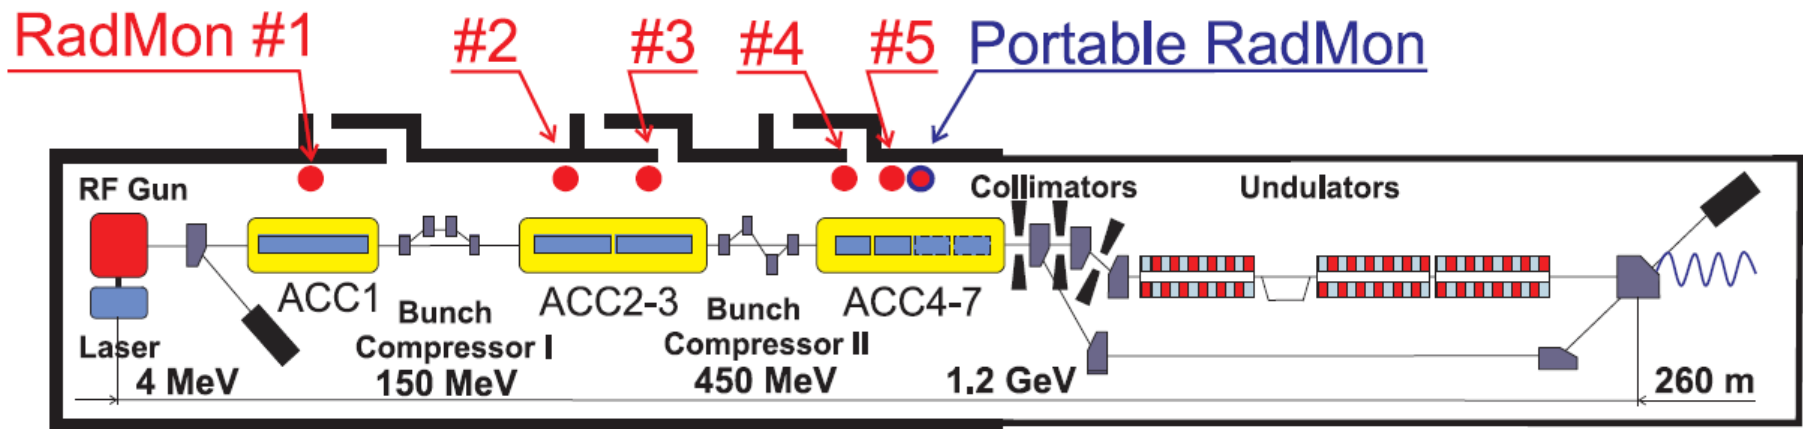 RadMon #1 #2 #3 #4 #5 Portable RadMon
RF Gun
Collimators
Undulators
ACC1
ACC2-3
ACC4-7
Laser
Bunch
Compressor I
Bunch
Compressor II
4 MeV
150 MeV
450 MeV
1.2 GeV
260 m